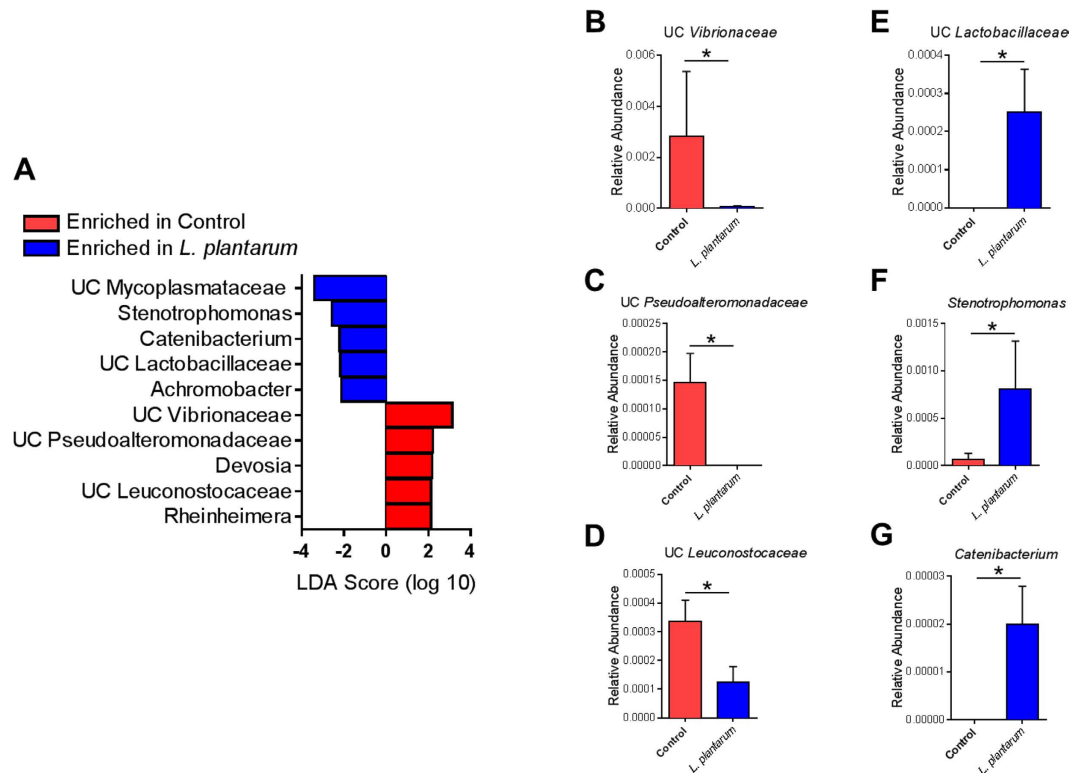 A
Enriched in Control
Enriched in L. plantarum
UC Mycoplasmataceae
Stenotrophomonas
Catenibacterium
UC Lactobacillaceae
Achromobacter
UC Vibrionaceae
UC Pseudoalteromonadaceae
Devosia
UC Leuconostocaceae
Rheinheimera
-4 -2 0 2 4
LDA Score (log 10)
B
UC Vibrionaceae
Relative Abundance
0.006
0.004
0.002
0.000
*
Control
L. plantarum
C
UC Pseudoalteromonadaceae
Relative Abundance
0.00025
0.00020
0.00015
0.00010
0.00005
0.00000
*
Control
L. plantarum
D
UC Leuconostocaceae
Relative Abundance
0.0005
0.0004
0.0003
0.0002
0.0001
0.0000
*
Control
L. plantarum
E
UC Lactobacillaceae
Relative Abundance
0.0004
0.0003
0.0002
0.0001
0.0000
*
Control
L. plantarum
F
Stenotrophomonas
Relative Abundance
0.0015
0.0010
0.0005
0.0000
*
Control
L. plantarum
G
Catenibacterium
Relative Abundance
0.00003
0.00002
0.00001
0.00000
*
Control
L. plantarum